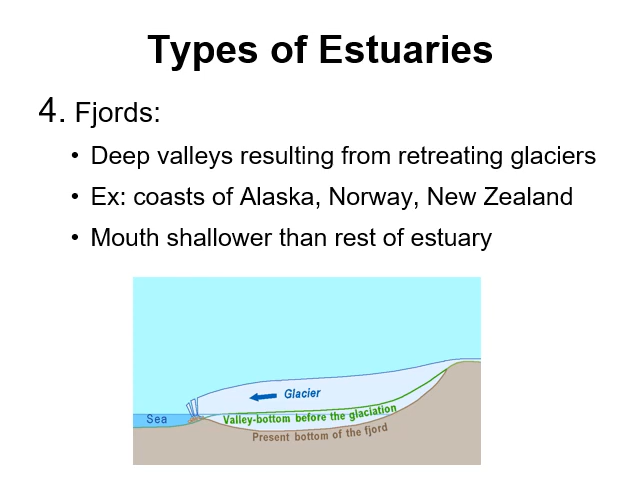 Types of Estuaries
4. Fjords:
• Deep valleys resulting from retreating glaciers
• Ex: coasts of Alaska, Norway, New Zealand
• Mouth shallower than rest of estuary
Glacier
Sea
Valley-bottom before the glaciation
Present bottom of the fjord